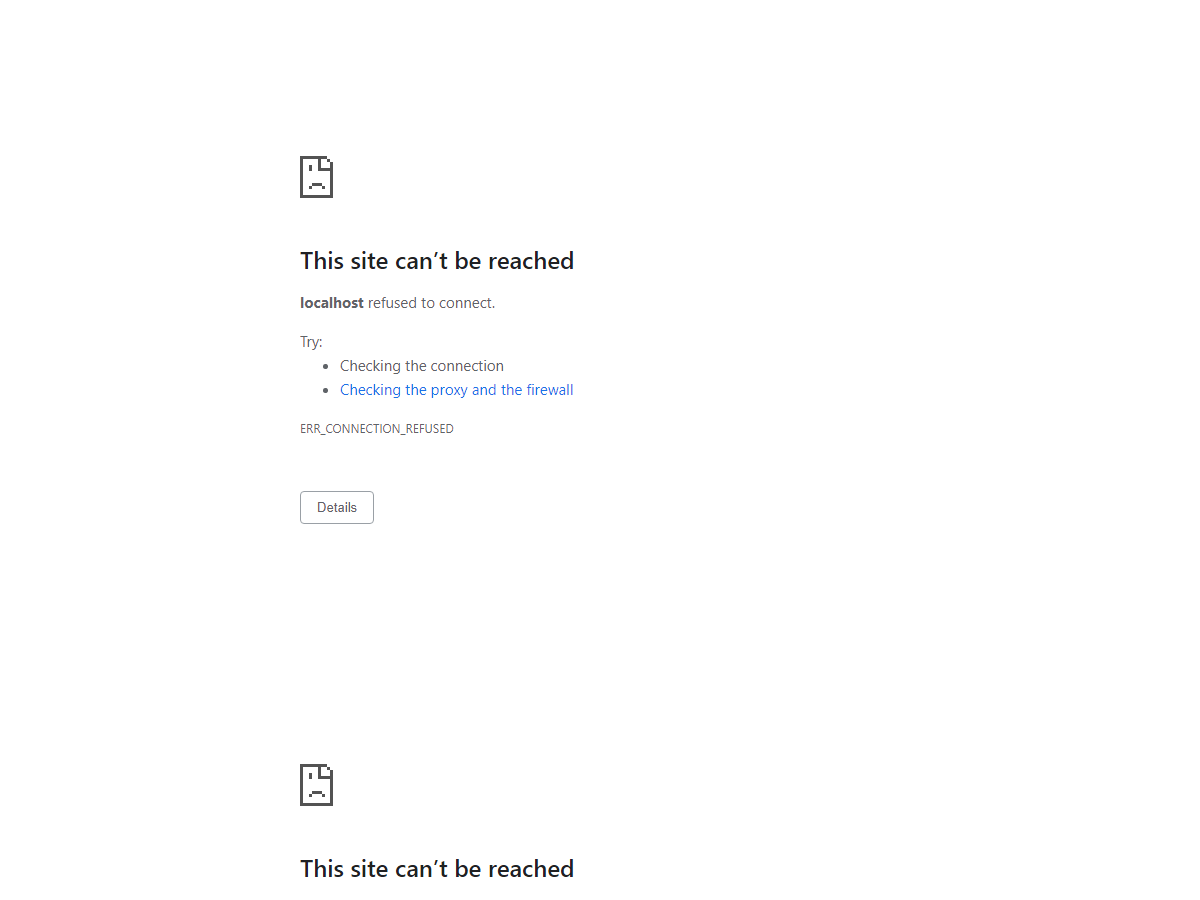 This site can’t be reached
localhost refused to connect.
Try:
Checking the connection
Checking the proxy and the firewall
ERR_CONNECTION_REFUSED
Details
This site can’t be reached